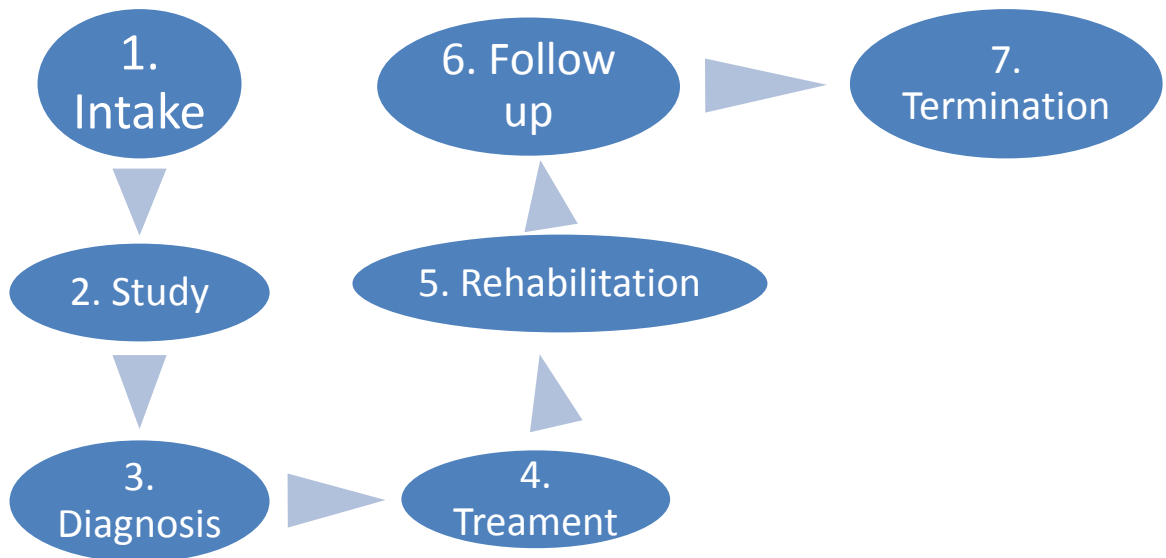 1.
Intake
2. Study
3.
Diagnosis
4.
Treament
5. Rehabilitation
6. Follow
up
7.
Termination